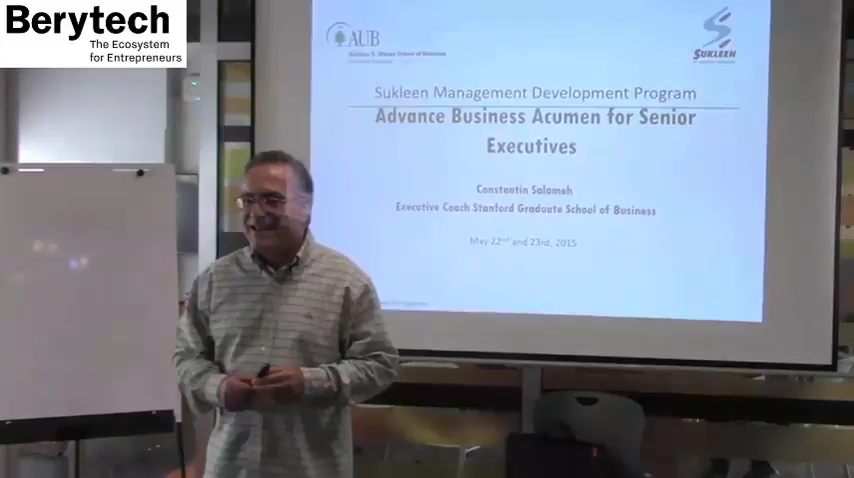 Berytech
The Ecosystem
for Entrepreneurs
AUB
SUKLEEN
Sukleen Management Development Program
Advance Business Acumen for Senior
Executives
Constantin Salameh
Executive Coach Stanford Graduate School of Business
May 22nd and 23rd, 2015